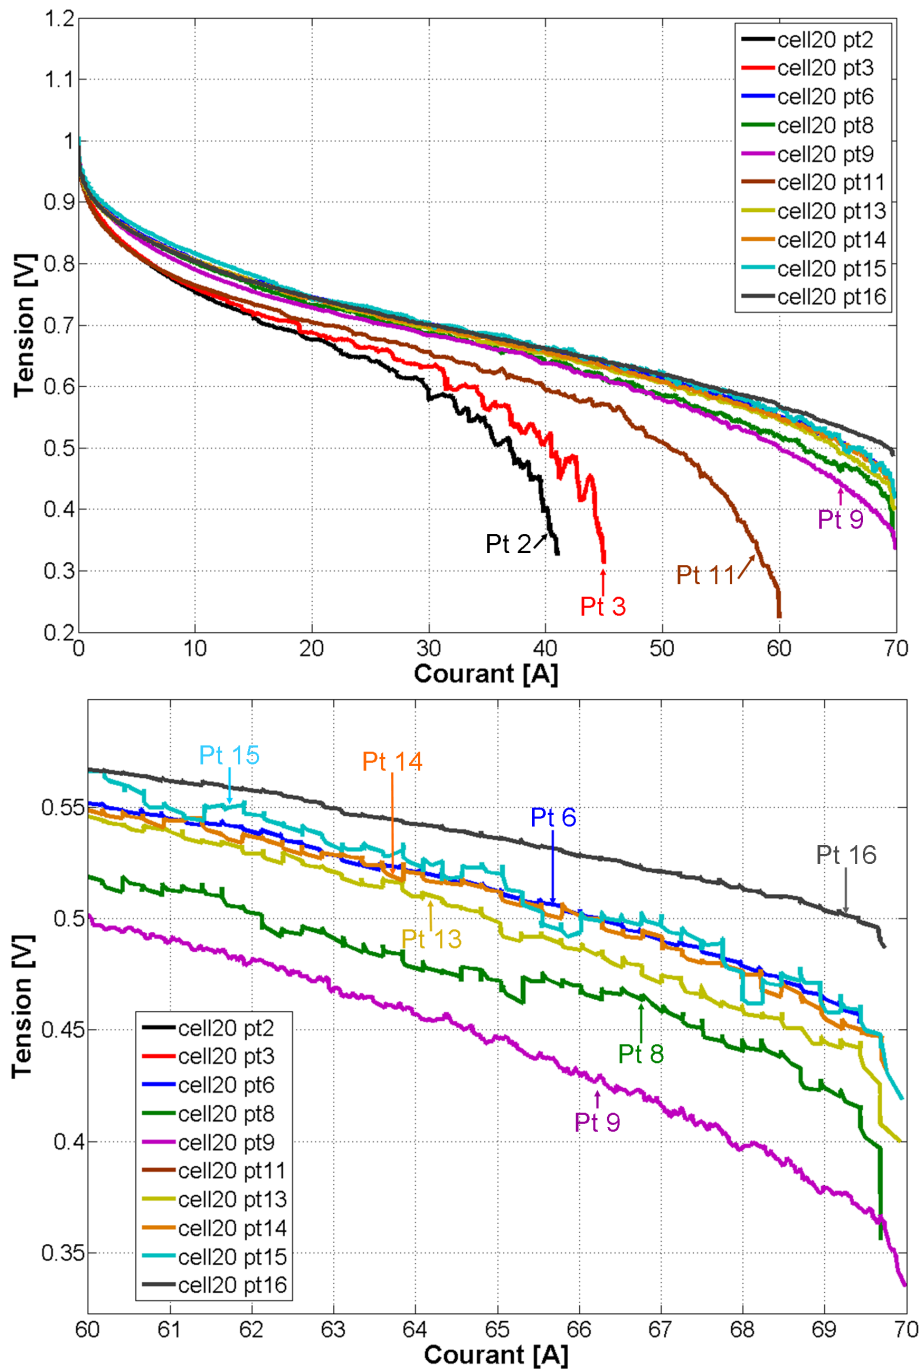 1.2
1.1
1
0.9
0.8
0.7
0.6
0.5
0.4
0.3
0.2
Tension [V]
cell20 pt2
cell20 pt3
cell20 pt6
cell20 pt8
cell20 pt9
cell20 pt11
cell20 pt13
cell20 pt14
cell20 pt15
cell20 pt16
Pt 9
Pt 2
Pt 11
Pt 3
0 10 20 30 40 50 60 70
Courant [A]
0.55
0.5
0.45
0.4
0.35
Tension [V]
Pt 15
Pt 14
Pt 6
Pt 16
Pt 13
Pt 8
Pt 9
cell20 pt2
cell20 pt3
cell20 pt6
cell20 pt8
cell20 pt9
cell20 pt11
cell20 pt13
cell20 pt14
cell20 pt15
cell20 pt16
60 61 62 63 64 65 66 67 68 69 70
Courant [A]